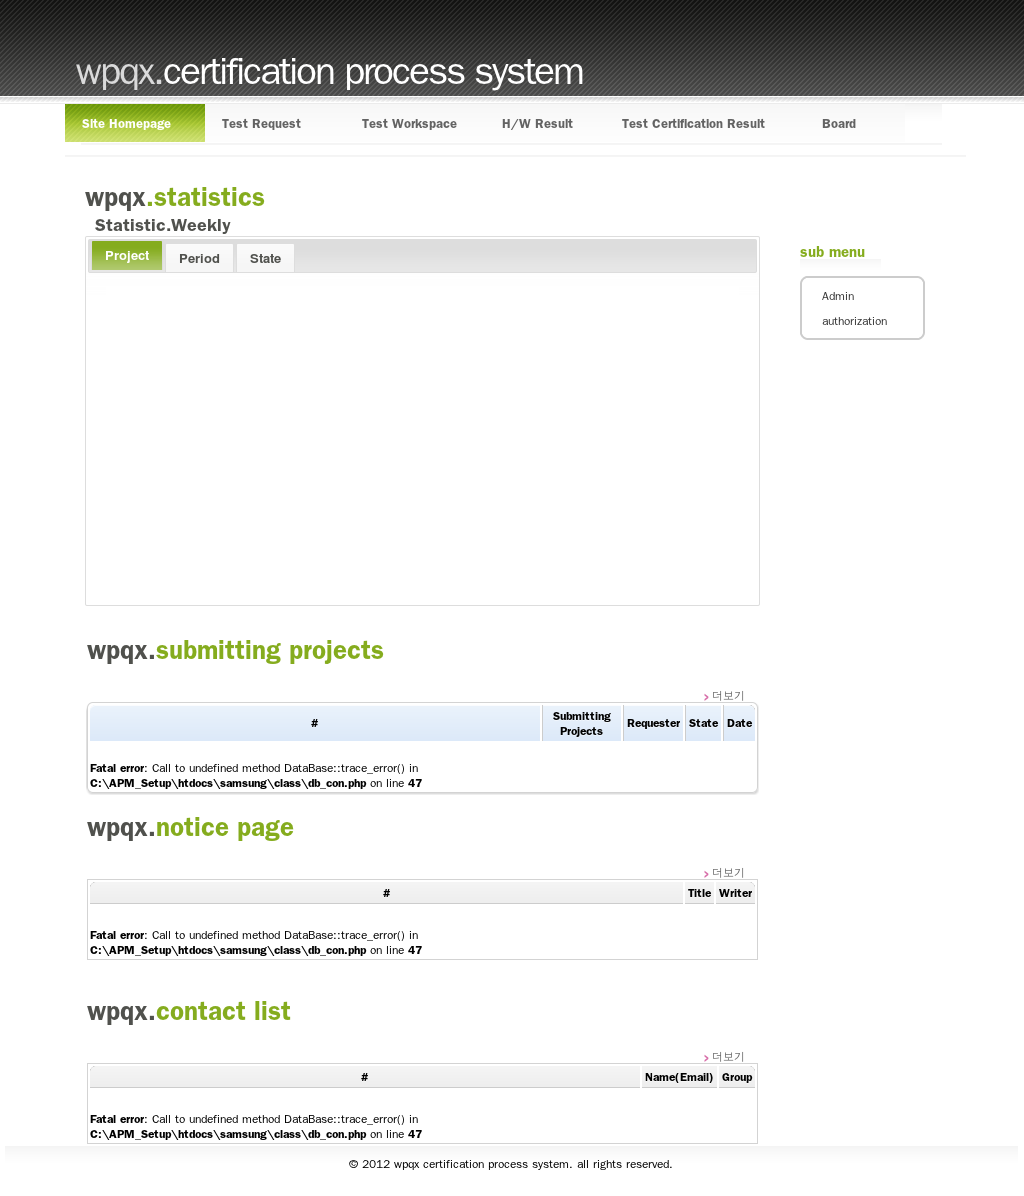 wpqx.certification process system
Site Homepage Test Request Test Workspace H/W Result Test Certification Result Board
wpqx.statistics
Statistic.Weekly
Project Period State
sub menu
Admin
authorization
wpqx.submitting projects
더보기
# Submitting Projects Requester State Date
Fatal error: Call to undefined method DataBase::trace_error() in
C:\APM_Setup\htdocs\samsung\class\db_con.php on line 47
wpqx.notice page
더보기
# Title Writer
Fatal error: Call to undefined method DataBase::trace_error() in
C:\APM_Setup\htdocs\samsung\class\db_con.php on line 47
wpqx.contact list
더보기
# Name(Email) Group
Fatal error: Call to undefined method DataBase::trace_error() in
C:\APM_Setup\htdocs\samsung\class\db_con.php on line 47
© 2012 wpqx certification process system. all rights reserved.